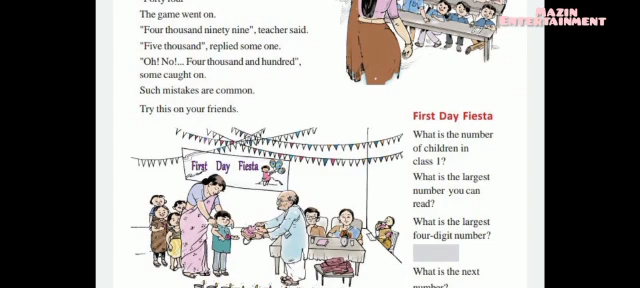 The game went on.
"Four thousand ninety nine", teacher said.
"Five thousand", replied some one.
"Oh! No!... Four thousand and hundred",
some caught on.
Such mistakes are common.
Try this on your friends.
MAZIN
ENTERTAINMENT
First Day Fiesta
First Day Fiesta
What is the number
of children in
class 1?
What is the largest
number you can
read?
What is the largest
four-digit number?
What is the next
number?